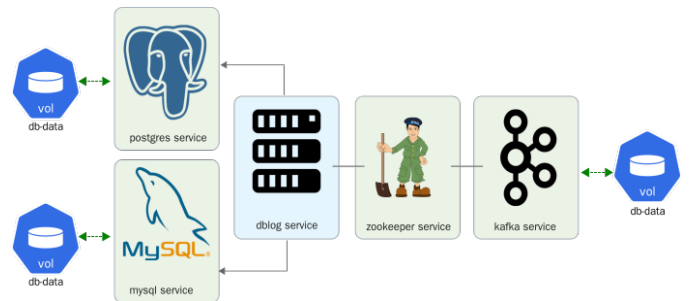 vol
db-data
postgres service
vol
db-data
MySQL®
mysql service
dblog service
zookeeper service
kafka service
vol
db-data